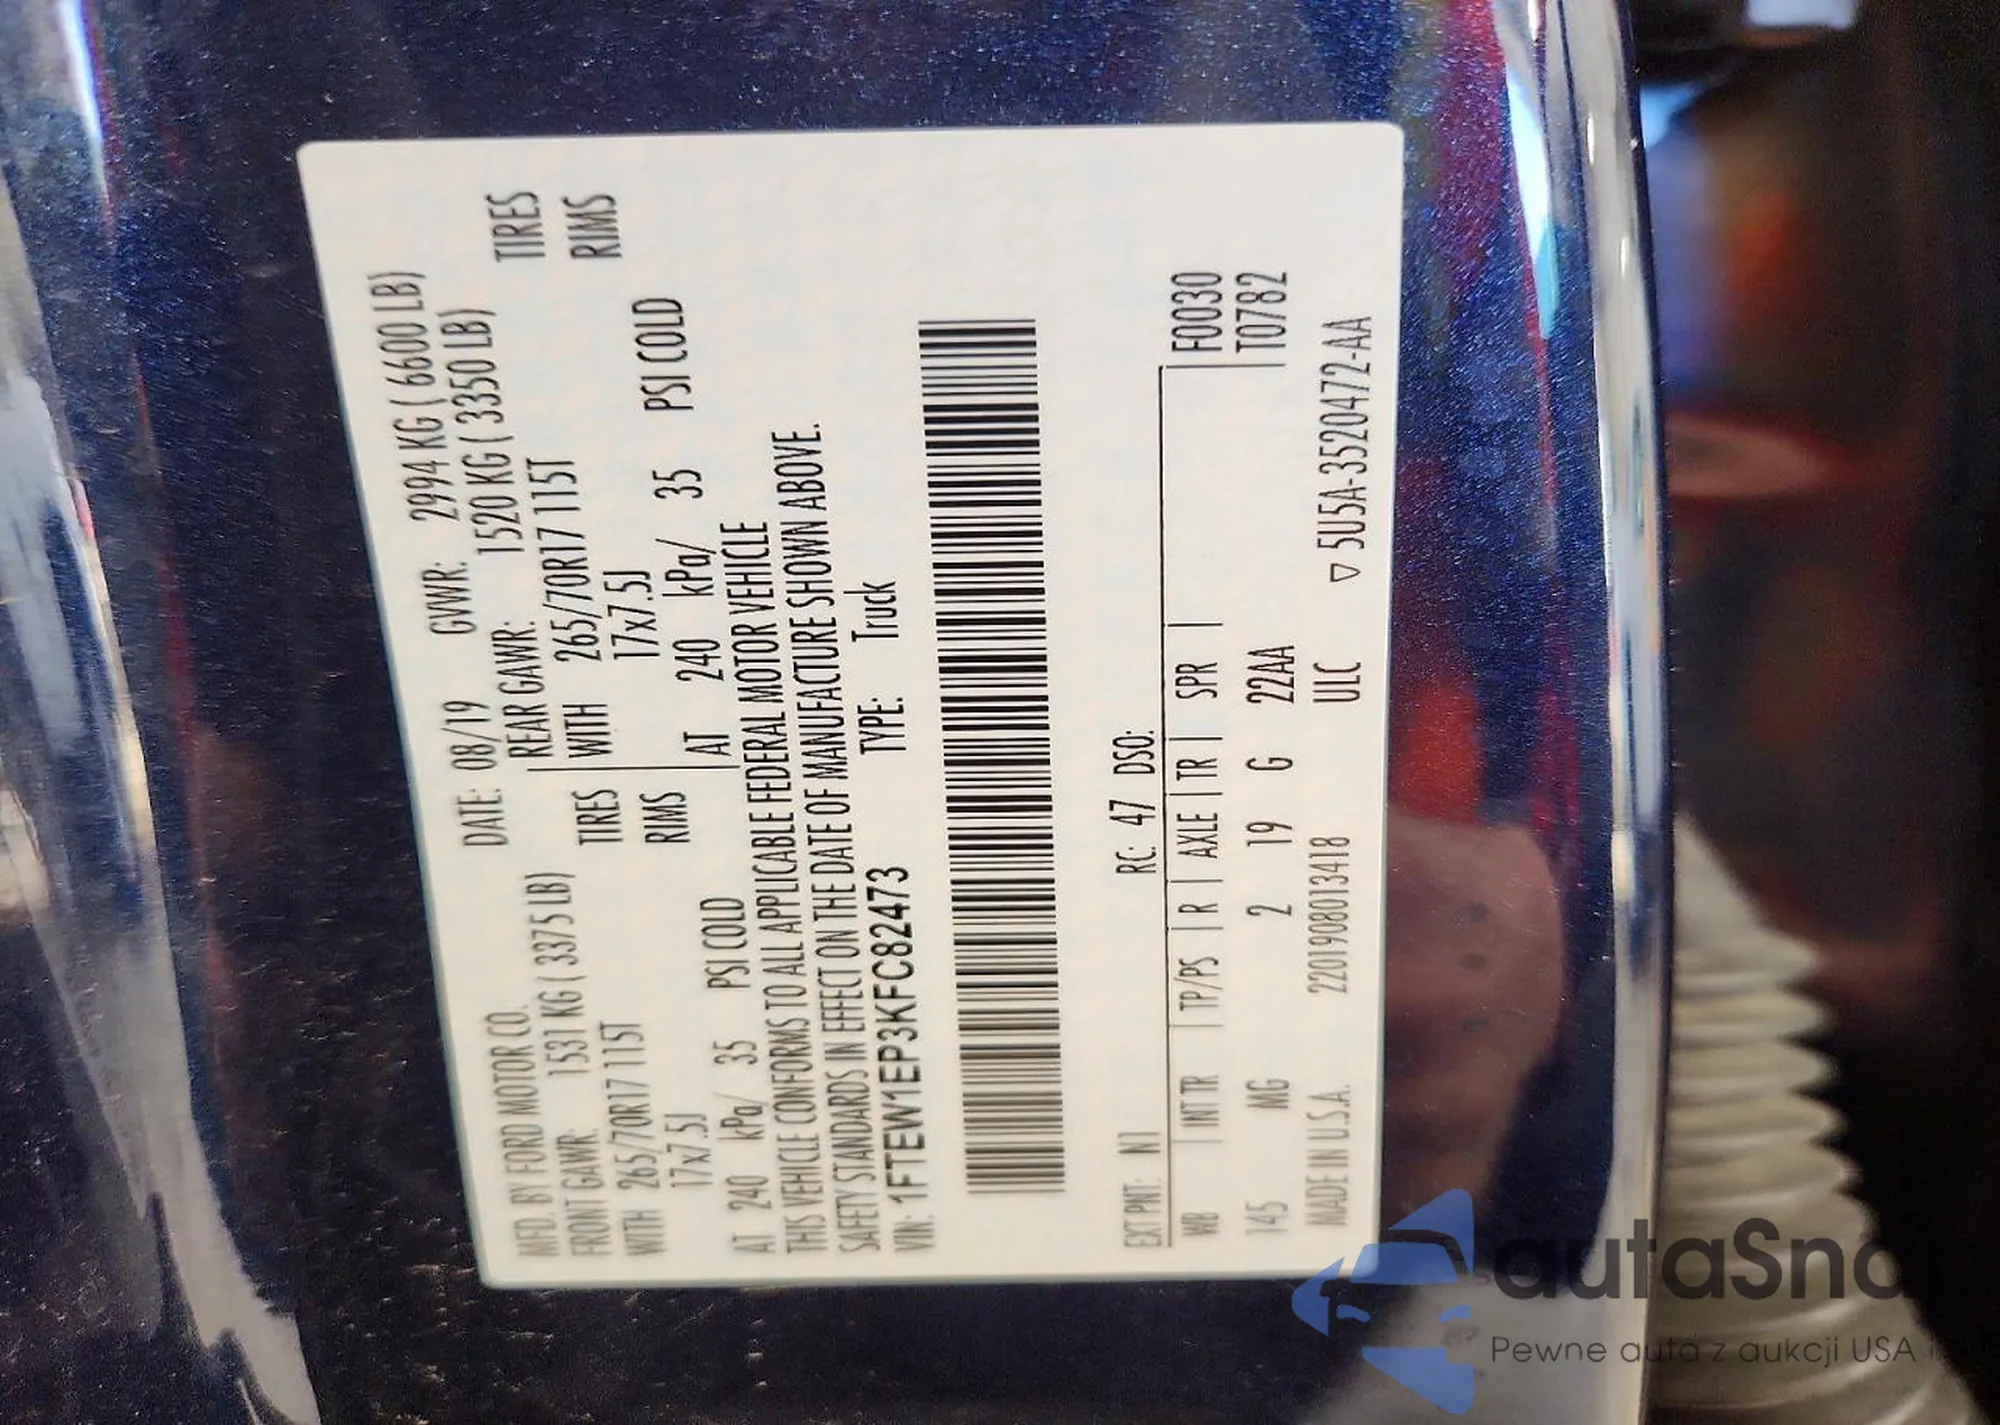 MFD. BY FORD MOTOR CO. DATE: 08/19 GVWR: 2994 KG ( 6600 LB)
FRONT GAWR: 1531 KG ( 3375 LB) REAR GAWR: 1520 KG ( 3350 LB)
WITH 265/70R17 115T TIRES WITH 265/70R17 115T TIRES
17x7.5J RIMS 17x7.5J RIMS
AT 240 kPa/ 35 PSI COLD AT 240 kPa/ 35 PSI COLD
THIS VEHICLE CONFORMS TO ALL APPLICABLE FEDERAL MOTOR VEHICLE
SAFETY STANDARDS IN EFFECT ON THE DATE OF MANUFACTURE SHOWN ABOVE.
VIN: 1FTEW1EP3KFC82473 TYPE: Truck
EXT PNT: N1 RC: 47 DSO:
WB | INT TR | TP/PS | R | AXLE | TR | SPR | F0030
145 MG 2 19 G 22AA T0782
MADE IN U.S.A. 2201908013418 ULC ▽ 5U5A-3520472-AA
autaSna
Pewne auta z aukcji USA